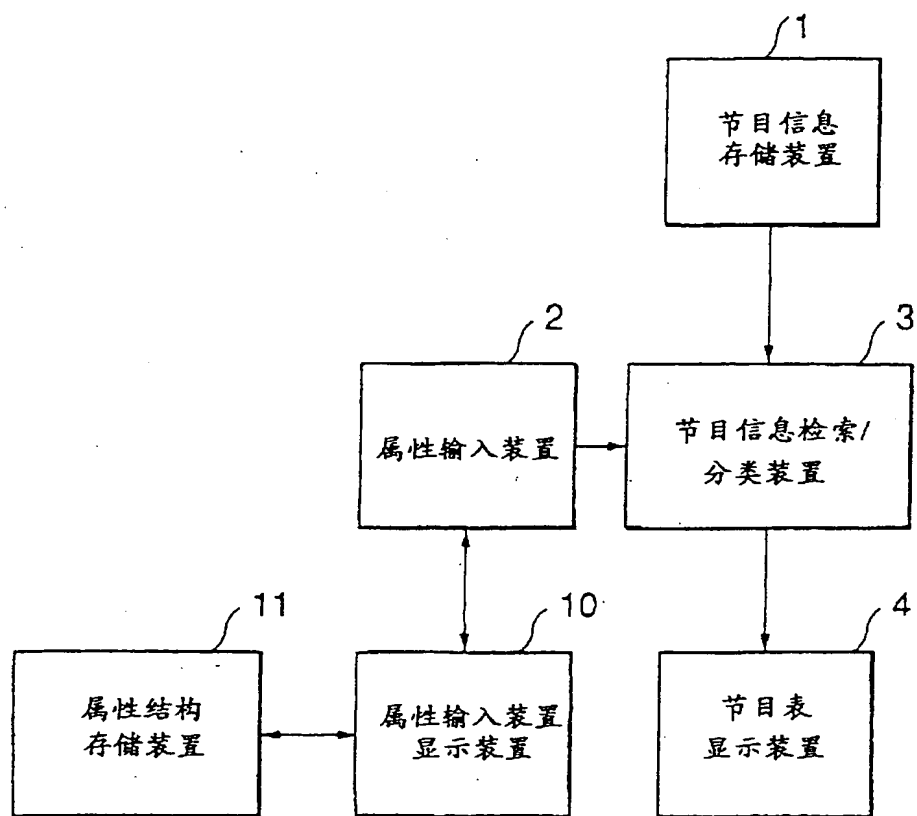 1
节目信息
存储装置
2
3
属性输入装置
节目信息检索/
分类装置
11
10
4
属性结构
存储装置
属性输入装置
显示装置
节目表
显示装置